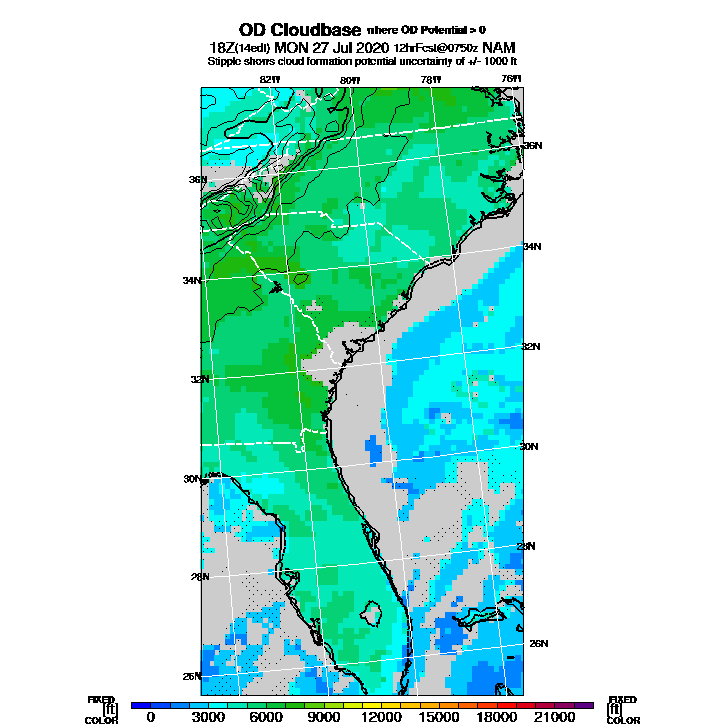 OD Cloudbase where OD Potential > 0
18Z(14edt) MON 27 Jul 2020 12hrFcst@0750z NAM
Stipple shows cloud formation potential uncertainty of +/- 1000 ft
82W 80W 78W 76W
36N 36N
34N 34N
32N 32N
30N 30N
28N 28N
26N 26N
FIXED FIXED
[ft] 0 3000 6000 9000 12000 15000 18000 21000 [ft]
COLOR COLOR